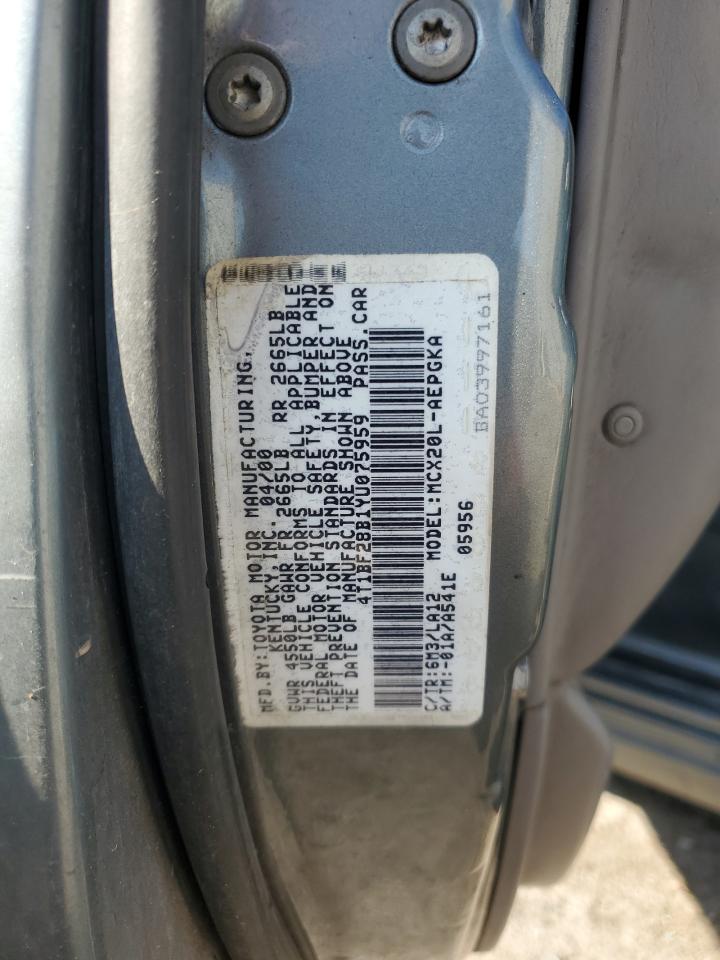 MFD.BY:TOYOTA MOTOR MANUFACTURING,
KENTUCKY,INC. 04/00
GVWR 4550LB GAWR FR 2665LB RR 2665LB
THIS VEHICLE CONFORMS TO ALL APPLICABLE
FEDERAL MOTOR VEHICLE SAFETY,BUMPER AND
THEFT PREVENTION STANDARDS IN EFFECT ON
THE DATE OF MANUFACTURE SHOWN ABOVE
4T1BF28B1YU075959 PASS.CAR
C/TR:6M3/LA12 MODEL:MCX20L-AEPGKA
A/TM:-01A/A541E 05956
BA03997161